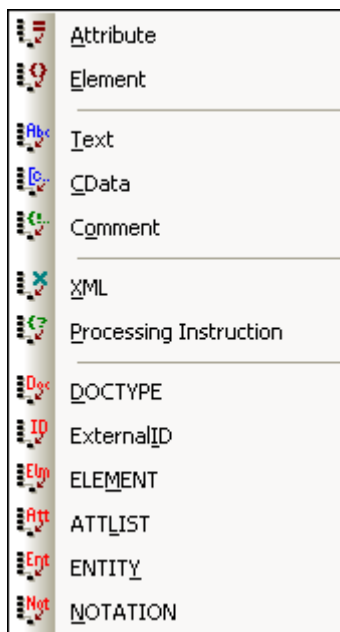 Attribute
Element
Text
CData
Comment
XML
Processing Instruction
DOCTYPE
ExternalID
ELEMENT
ATTLIST
ENTITY
NOTATION